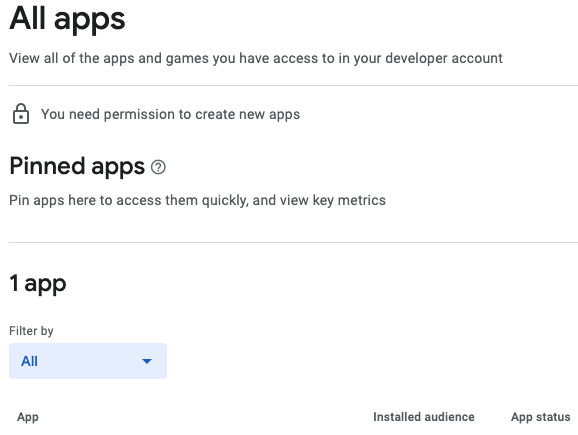 All apps
View all of the apps and games you have access to in your developer account
You need permission to create new apps
Pinned apps
Pin apps here to access them quickly, and view key metrics
1 app
Filter by
All
App Installed audience App status